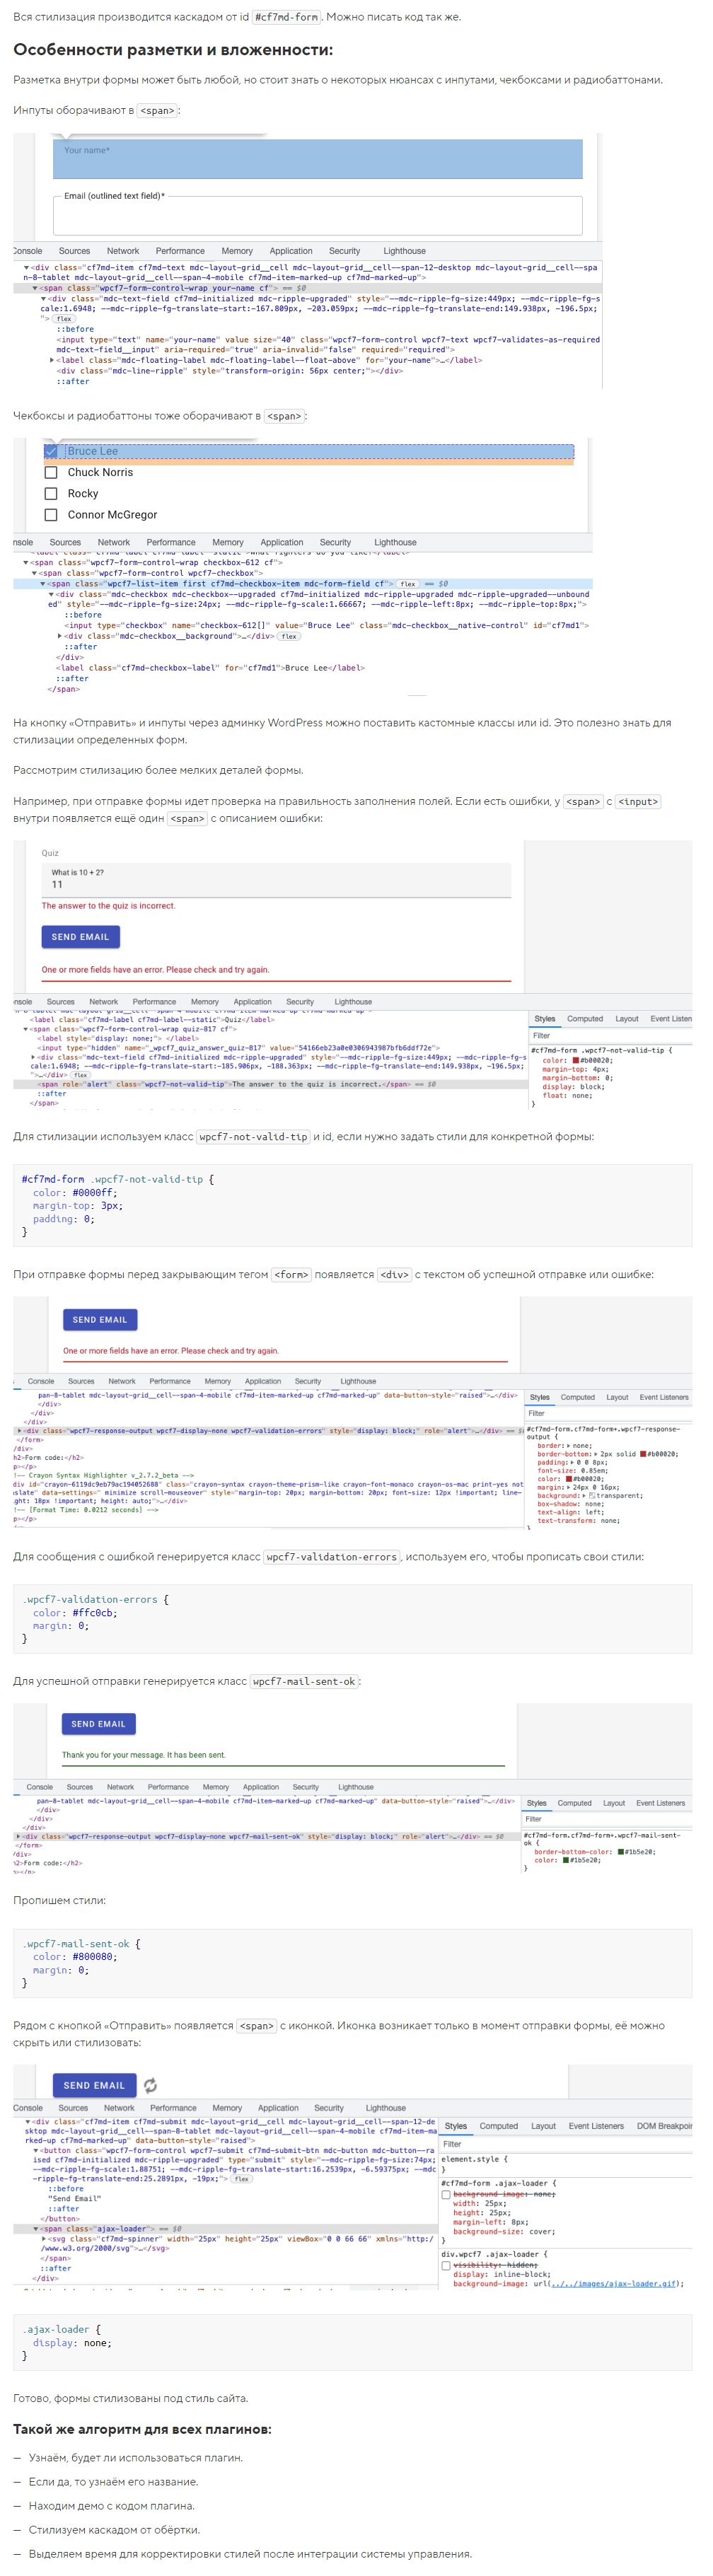 Вся стилизация производится каскадом от id #cf7md-form. Можно писать код так же.
Особенности разметки и вложенности:
Разметка внутри формы может быть любой, но стоит знать о некоторых нюансах с инпутами, чекбоксами и радиобаттонами.
Инпуты оборачивают в <span>:
Your name*
Email (outlined text field)*
Console Sources Network Performance Memory Application Security Lighthouse
▼<div class="cf7md-item cf7md-text mdc-layout-grid__cell mdc-layout-grid__cell--span-12-desktop mdc-layout-grid__cell--spa
n-8-tablet mdc-layout-grid__cell--span-4-mobile cf7md-item-marked-up cf7md-marked-up">
▼<span class="wpcf7-form-control-wrap your-name cf"> == $0
▼<div class="mdc-text-field cf7md-initialized mdc-ripple-upgraded" style="--mdc-ripple-fg-size:449px; --mdc-ripple-fg-s
cale:1.6948; --mdc-ripple-fg-translate-start:-167.809px, -203.059px; --mdc-ripple-fg-translate-end:149.938px, -196.5px;
"> flex
::before
<input type="text" name="your-name" value size="40" class="wpcf7-form-control wpcf7-text wpcf7-validates-as-required
mdc-text-field__input" aria-required="true" aria-invalid="false" required="required">
▶<label class="mdc-floating-label mdc-floating-label--float-above" for="your-name">…</label>
<div class="mdc-line-ripple" style="transform-origin: 56px center;"></div>
::after
Чекбоксы и радиобаттоны тоже оборачивают в <span>:
Bruce Lee
Chuck Norris
Rocky
Connor McGregor
nsole Sources Network Performance Memory Application Security Lighthouse
<label class="cf7md-label cf7md-label--static">What fighters do you like?</label>
▼<span class="wpcf7-form-control-wrap checkbox-612 cf">
▼<span class="wpcf7-form-control wpcf7-checkbox">
▼<span class="wpcf7-list-item first cf7md-checkbox-item mdc-form-field cf"> flex == $0
▼<div class="mdc-checkbox mdc-checkbox--upgraded cf7md-initialized mdc-ripple-upgraded mdc-ripple-upgraded--unbound
ed" style="--mdc-ripple-fg-size:24px; --mdc-ripple-fg-scale:1.66667; --mdc-ripple-left:8px; --mdc-ripple-top:8px;">
::before
<input type="checkbox" name="checkbox-612[]" value="Bruce Lee" class="mdc-checkbox__native-control" id="cf7md1">
▶<div class="mdc-checkbox__background">…</div> flex
::after
</div>
<label class="cf7md-checkbox-label" for="cf7md1">Bruce Lee</label>
::after
</span>
На кнопку «Отправить» и инпуты через админку WordPress можно поставить кастомные классы или id. Это полезно знать для
стилизации определенных форм.
Рассмотрим стилизацию более мелких деталей формы.
Например, при отправке формы идет проверка на правильность заполнения полей. Если есть ошибки, у <span> с <input>
внутри появляется ещё один <span> с описанием ошибки:
Quiz
What is 10 + 2?
11
The answer to the quiz is incorrect.
SEND EMAIL
One or more fields have an error. Please check and try again.
nsole Sources Network Performance Memory Application Security Lighthouse
<label class="cf7md-label cf7md-label--static">Quiz</label>
▼<span class="wpcf7-form-control-wrap quiz-817 cf">
<label style="display: none;"> </label>
<input type="hidden" name="_wpcf7_quiz_answer_quiz-817" value="54166eb23a0e0306943987bfb6ddf72e">
▶<div class="mdc-text-field cf7md-initialized mdc-ripple-upgraded" style="--mdc-ripple-fg-size:449px; --mdc-ripple-fg-s
cale:1.6948; --mdc-ripple-fg-translate-start:-185.906px, -188.363px; --mdc-ripple-fg-translate-end:149.938px, -196.5px;
">…</div> flex
<span role="alert" class="wpcf7-not-valid-tip">The answer to the quiz is incorrect.</span> == $0
::after
</span>
Styles Computed Layout Event Listen
Filter
#cf7md-form .wpcf7-not-valid-tip {
color: #b00020;
margin-top: 4px;
margin-bottom: 0;
display: block;
float: none;
}
Для стилизации используем класс wpcf7-not-valid-tip и id, если нужно задать стили для конкретной формы:
#cf7md-form .wpcf7-not-valid-tip {
color: #0000ff;
margin-top: 3px;
padding: 0;
}
При отправке формы перед закрывающим тегом <form> появляется <div> с текстом об успешной отправке или ошибке:
SEND EMAIL
One or more fields have an error. Please check and try again.
Console Sources Network Performance Memory Application Security Lighthouse
pan-8-tablet mdc-layout-grid__cell--span-4-mobile cf7md-item-marked-up cf7md-marked-up" data-button-style="raised">…</div>
</div>
</div>
</div>
▶<div class="wpcf7-response-output wpcf7-display-none wpcf7-validation-errors" style="display: block;" role="alert">…</div> == $0
</form>
/div>
h2>Form code:</h2>
p></p>
!-- Crayon Syntax Highlighter v_2.7.2_beta -->
div id="crayon-6119dc9eb79ac194052688" class="crayon-syntax crayon-theme-prism-like crayon-font-monaco crayon-os-mac print-yes not
slate" data-settings=" minimize scroll-mouseover" style="margin-top: 20px; margin-bottom: 20px; font-size: 12px !important; line-
ght: 18px !important; height: auto;">…</div>
!-- [Format Time: 0.0212 seconds] -->
p></p>
Styles Computed Layout Event Listeners
Filter
#cf7md-form.cf7md-form+.wpcf7-response-
output {
border:▶ none;
border-bottom:▶ 2px solid #b00020;
padding:▶ 0 0 8px;
font-size: 0.85em;
color: #b00020;
margin:▶ 24px 0 16px;
background:▶ transparent;
box-shadow: none;
text-align: left;
text-transform: none;
}
Для сообщения с ошибкой генерируется класс wpcf7-validation-errors, используем его, чтобы прописать свои стили:
.wpcf7-validation-errors {
color: #ffc0cb;
margin: 0;
}
Для успешной отправки генерируется класс wpcf7-mail-sent-ok:
SEND EMAIL
Thank you for your message. It has been sent.
Console Sources Network Performance Memory Application Security Lighthouse
pan-8-tablet mdc-layout-grid__cell--span-4-mobile cf7md-item-marked-up cf7md-marked-up" data-button-style="raised">…</div>
</div>
</div>
</div>
▶<div class="wpcf7-response-output wpcf7-display-none wpcf7-mail-sent-ok" style="display: block;" role="alert">…</div> == $0
</form>
/div>
h2>Form code:</h2>
Styles Computed Layout Event Listeners
Filter
#cf7md-form.cf7md-form+.wpcf7-mail-sent-
ok {
border-bottom-color: #1b5e20;
color: #1b5e20;
}
Пропишем стили:
.wpcf7-mail-sent-ok {
color: #800080;
margin: 0;
}
Рядом с кнопкой «Отправить» появляется <span> с иконкой. Иконка возникает только в момент отправки формы, её можно
скрыть или стилизовать:
SEND EMAIL
Console Sources Network Performance Memory Application Security Lighthouse
▼<div class="cf7md-item cf7md-submit mdc-layout-grid__cell mdc-layout-grid__cell--span-12-de
sktop mdc-layout-grid__cell--span-8-tablet mdc-layout-grid__cell--span-4-mobile cf7md-item-ma
rked-up cf7md-marked-up" data-button-style="raised">
▼<button class="wpcf7-form-control wpcf7-submit cf7md-submit-btn mdc-button mdc-button--ra
ised cf7md-initialized mdc-ripple-upgraded" type="submit" style="--mdc-ripple-fg-size:74px;
--mdc-ripple-fg-scale:1.88751; --mdc-ripple-fg-translate-start:16.2539px, -6.59375px; --mdc
-ripple-fg-translate-end:25.2891px, -19px;"> flex
::before
"Send Email"
::after
</button>
▼<span class="ajax-loader"> == $0
▶<svg class="cf7md-spinner" width="25px" height="25px" viewBox="0 0 66 66" xmlns="http:/
/www.w3.org/2000/svg">…</svg>
</span>
::after
</div>
Styles Computed Layout Event Listeners DOM Breakpoin
Filter
element.style {
}
#cf7md-form .ajax-loader {
background-image: none;
width: 25px;
height: 25px;
margin-left: 8px;
background-size: cover;
}
div.wpcf7 .ajax-loader {
visibility: hidden;
display: inline-block;
background-image: url(../../images/ajax-loader.gif);
.ajax-loader {
display: none;
}
Готово, формы стилизованы под стиль сайта.
Такой же алгоритм для всех плагинов:
— Узнаём, будет ли использоваться плагин.
— Если да, то узнаём его название.
— Находим демо с кодом плагина.
— Стилизуем каскадом от обёртки.
— Выделяем время для корректировки стилей после интеграции системы управления.